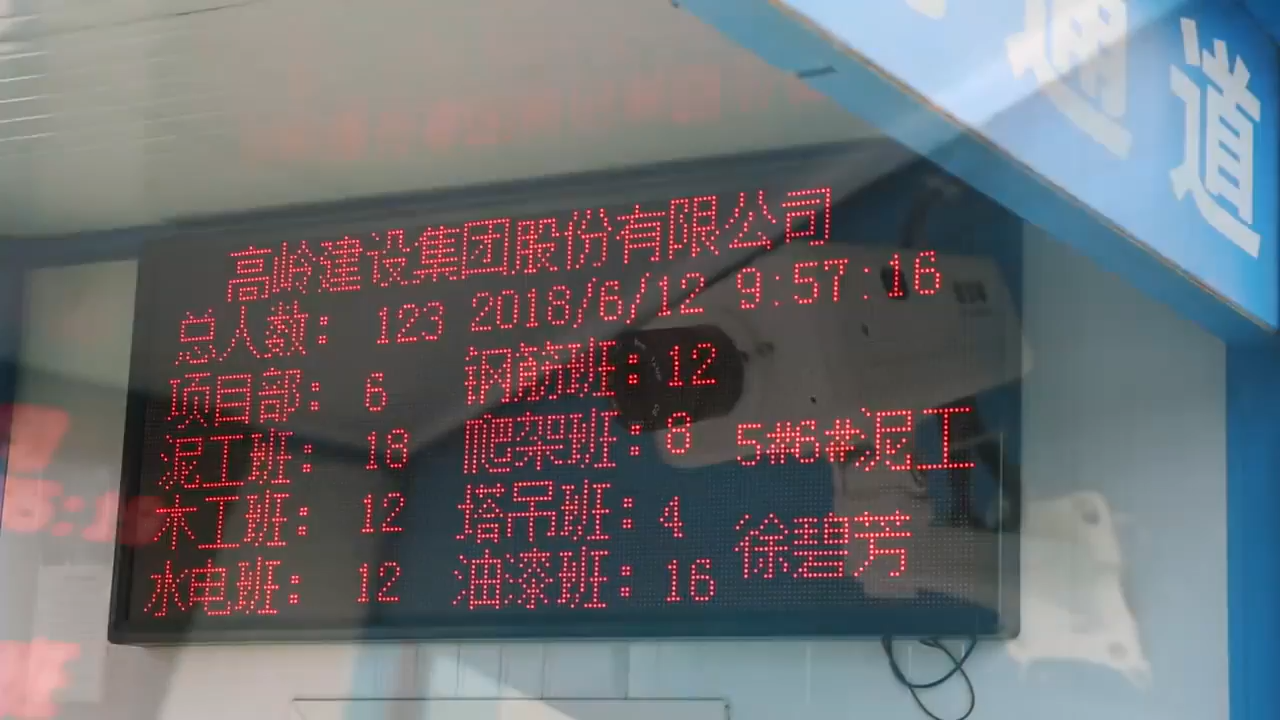 通道
高岭建设集团股份有限公司
总人数: 123 2018/6/12 9:57:16
项目部: 6 钢筋班:12
泥工班: 18 爬架班:8 5#6#泥工
木工班: 12 塔吊班:4 徐碧芳
水电班: 12 油漆班:16